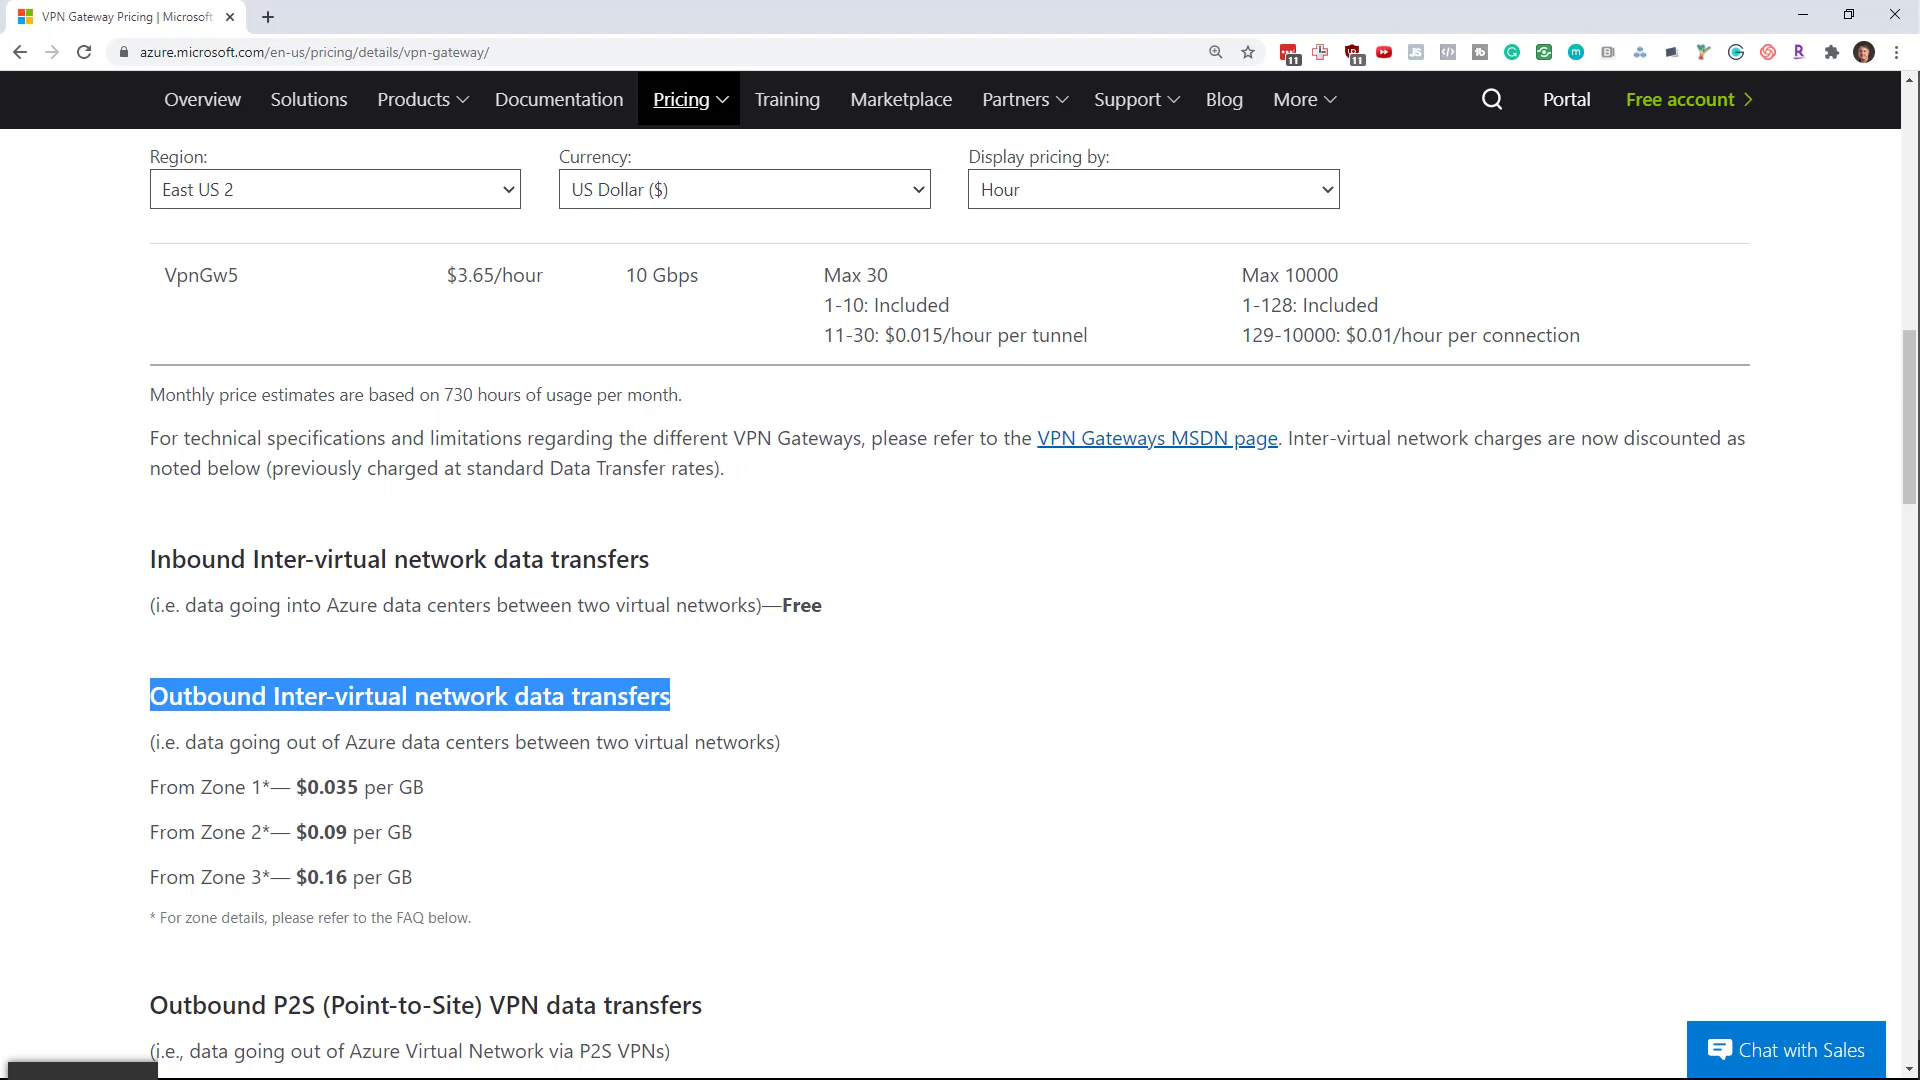 VPN Gateway Pricing | Microsoft
azure.microsoft.com/en-us/pricing/details/vpn-gateway/
11
11
Overview Solutions Products Documentation Pricing Training Marketplace Partners Support Blog More Portal Free account
Region: Currency: Display pricing by:
East US 2 US Dollar ($) Hour
VpnGw5 $3.65/hour 10 Gbps Max 30 Max 10000
1-10: Included 1-128: Included
11-30: $0.015/hour per tunnel 129-10000: $0.01/hour per connection
Monthly price estimates are based on 730 hours of usage per month.
For technical specifications and limitations regarding the different VPN Gateways, please refer to the VPN Gateways MSDN page. Inter-virtual network charges are now discounted as
noted below (previously charged at standard Data Transfer rates).
Inbound Inter-virtual network data transfers
(i.e. data going into Azure data centers between two virtual networks)—Free
Outbound Inter-virtual network data transfers
(i.e. data going out of Azure data centers between two virtual networks)
From Zone 1*— $0.035 per GB
From Zone 2*— $0.09 per GB
From Zone 3*— $0.16 per GB
* For zone details, please refer to the FAQ below.
Outbound P2S (Point-to-Site) VPN data transfers
(i.e., data going out of Azure Virtual Network via P2S VPNs)
Chat with Sales